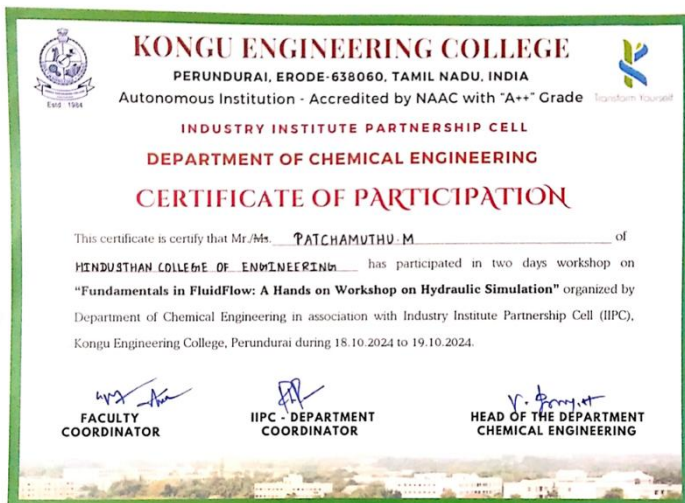 KONGU ENGINEERING COLLEGE
PERUNDURAI, ERODE-638060, TAMIL NADU, INDIA
Autonomous Institution - Accredited by NAAC with "A++" Grade
Estd : 1984
Transform Yourself
INDUSTRY INSTITUTE PARTNERSHIP CELL
DEPARTMENT OF CHEMICAL ENGINEERING
CERTIFICATE OF PARTICIPATION
This certificate is certify that Mr./Ms. PATCHAMUTHU M of
HINDUSTHAN COLLEGE OF ENGINEERING has participated in two days workshop on
"Fundamentals in FluidFlow: A Hands on Workshop on Hydraulic Simulation" organized by
Department of Chemical Engineering in association with Industry Institute Partnership Cell (IIPC),
Kongu Engineering College, Perundurai during 18.10.2024 to 19.10.2024.
FACULTY
COORDINATOR
IIPC - DEPARTMENT
COORDINATOR
HEAD OF THE DEPARTMENT
CHEMICAL ENGINEERING